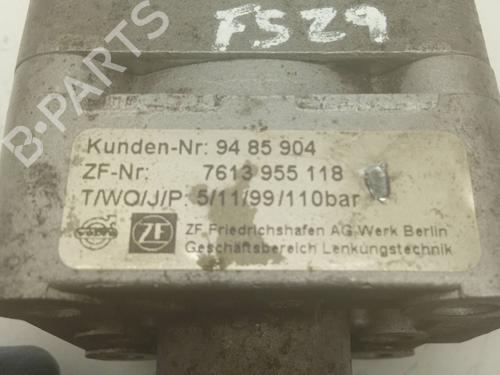 FSZ9
B-PARTS
Kunden-Nr: 94 85 904
ZF-Nr: 7613 955 118
T/WO/J/P: 5/11/99/110bar
VOLVO ZF ZF Friedrichshafen AG Werk Berlin
Geschäftsbereich Lenkungstechnik